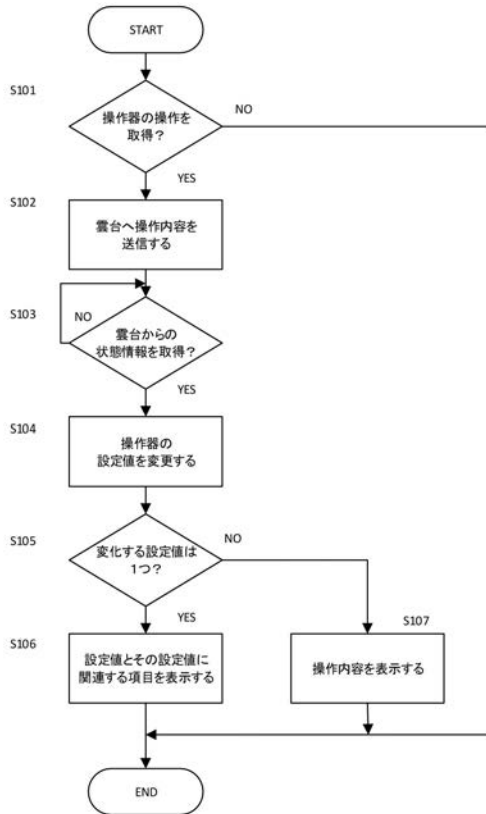 START
S101
操作器の操作を
取得？
NO
YES
S102
雲台へ操作内容を
送信する
S103
NO
雲台からの
状態情報を取得？
YES
S104
操作器の
設定値を変更する
S105
変化する設定値は
１つ？
NO
YES
S106
設定値とその設定値に
関連する項目を表示する
S107
操作内容を表示する
END